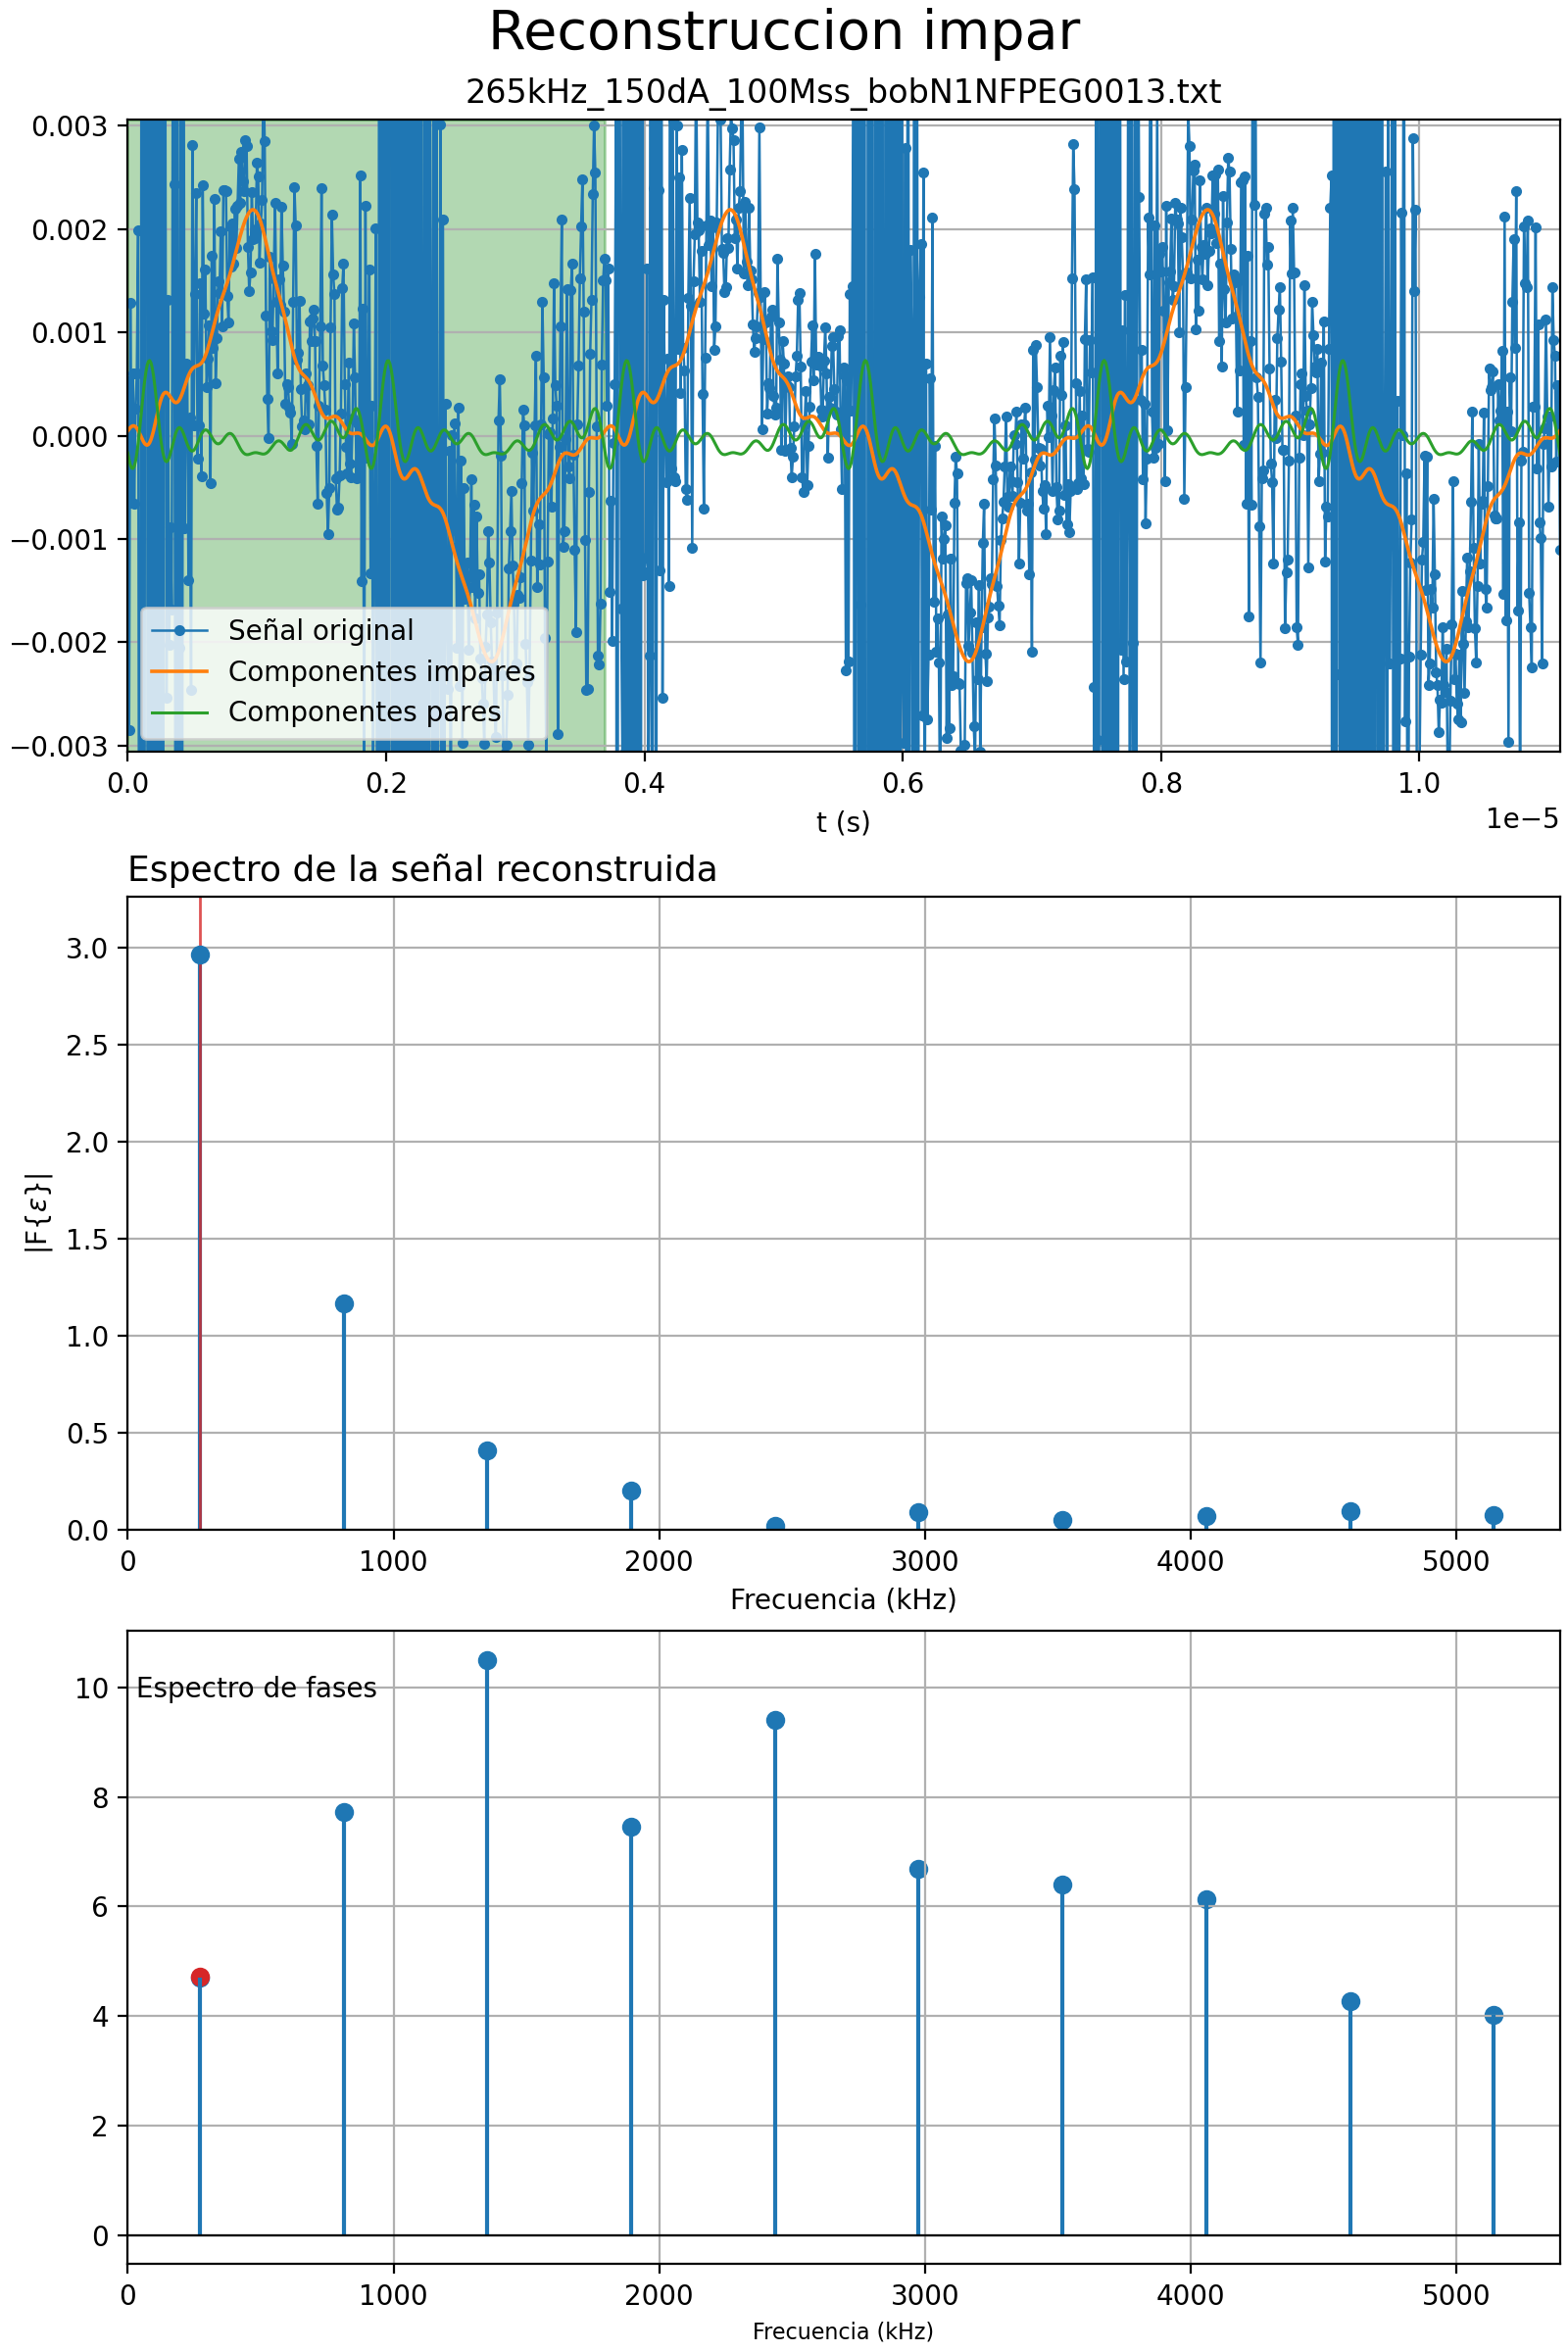 Reconstruccion impar
265kHz_150dA_100Mss_bobN1NFPEG0013.txt
0.003
0.002
0.001
0.000
−0.001
−0.002
−0.003
Señal original
Componentes impares
Componentes pares
0.0 0.2 0.4 0.6 0.8 1.0
1e−5
t (s)
Espectro de la señal reconstruida
3.0
2.5
2.0
1.5
1.0
0.5
0.0
|F{ε}|
0 1000 2000 3000 4000 5000
Frecuencia (kHz)
Espectro de fases
10
8
6
4
2
0
0 1000 2000 3000 4000 5000
Frecuencia (kHz)